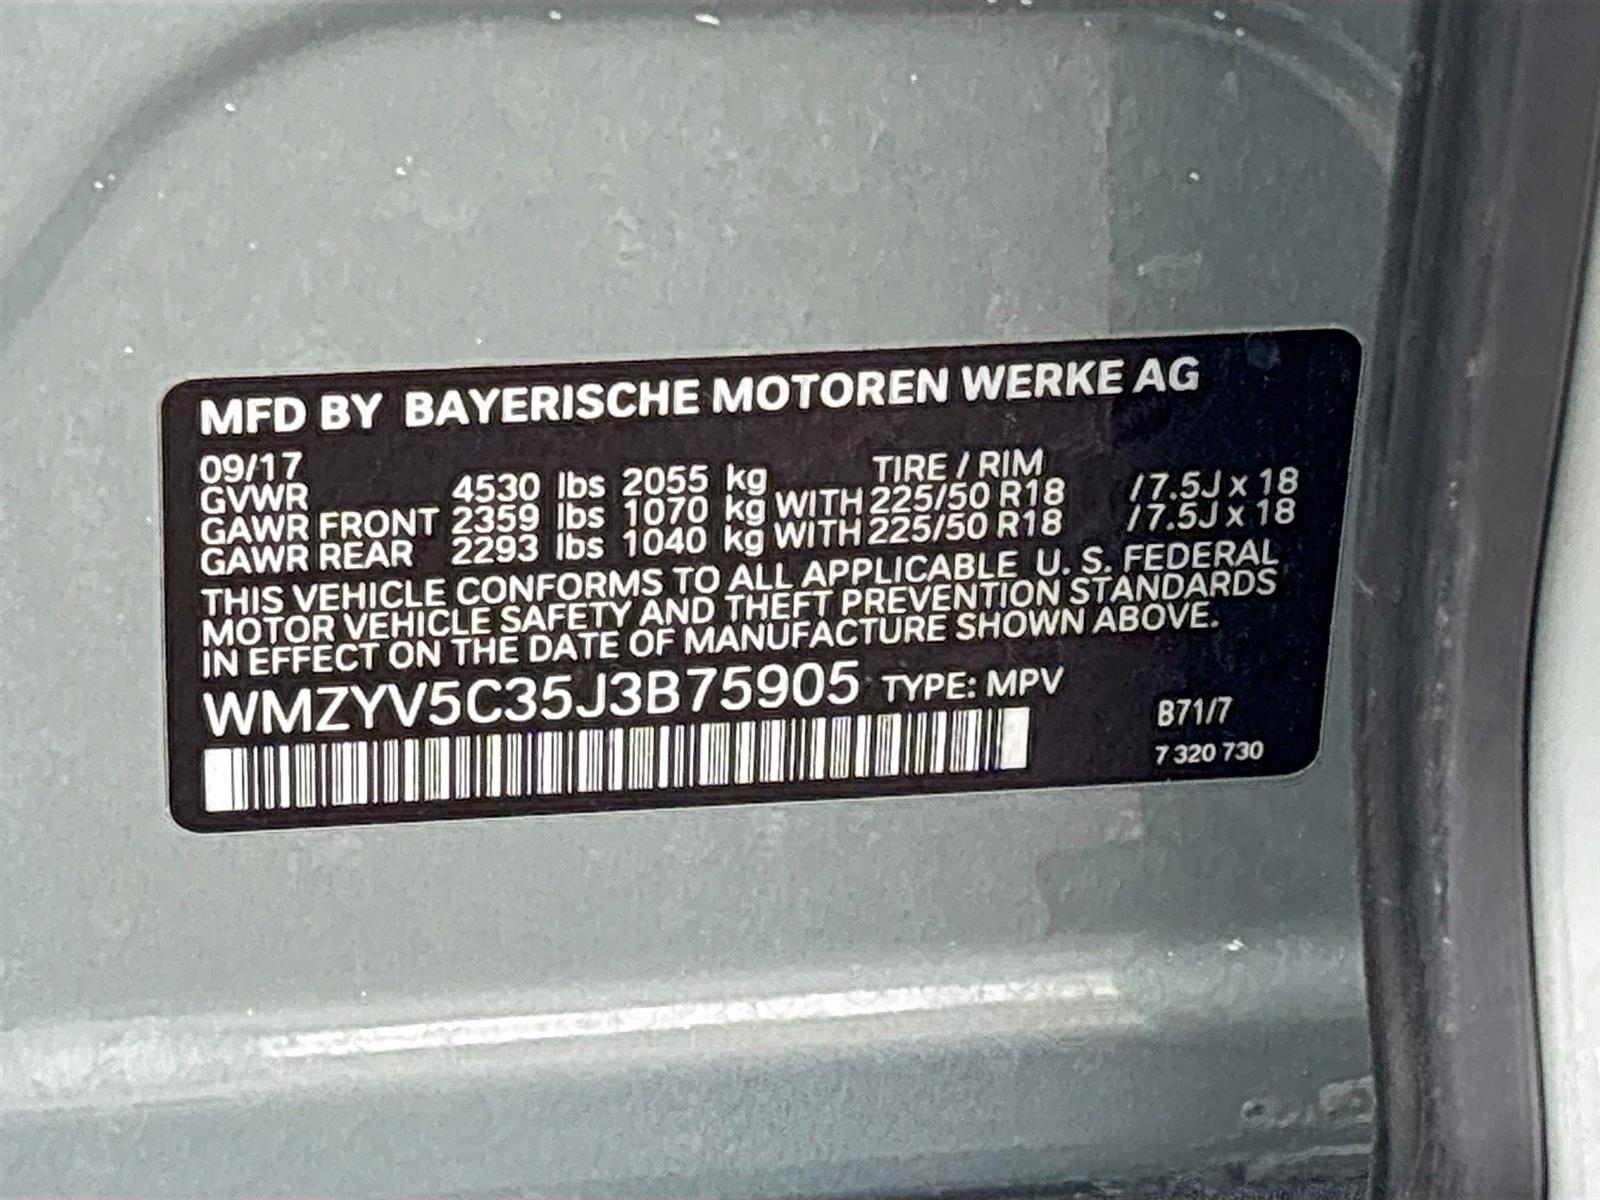 MFD BY BAYERISCHE MOTOREN WERKE AG
09/17 TIRE / RIM
GVWR 4530 lbs 2055 kg
GAWR FRONT 2359 lbs 1070 kg WITH 225/50 R18 / 7.5J x 18
GAWR REAR 2293 lbs 1040 kg WITH 225/50 R18 / 7.5J x 18
THIS VEHICLE CONFORMS TO ALL APPLICABLE U. S. FEDERAL
MOTOR VEHICLE SAFETY AND THEFT PREVENTION STANDARDS
IN EFFECT ON THE DATE OF MANUFACTURE SHOWN ABOVE.
WMZYV5C35J3B75905 TYPE: MPV
B71/7
7 320 730